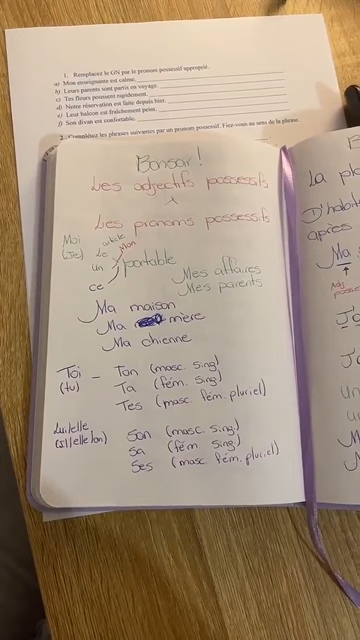 1. Remplacez le GN par le pronom possessif approprié.
a) Mon enseignante est calme.
b) Leurs parents sont partis en voyage.
c) Tes fleurs poussent rapidement.
d) Notre réservation est faite depuis hier.
e) Leur balcon est fraîchement peint.
f) Son divan est confortable.
2. Complétez les phrases suivantes par un pronom possessif. Fiez-vous au sens de la phrase.
Bonsoir!
Les adjectifs possessifs
Les pronoms possessifs
Moi
(Je)
article
Le
Mon
un
portable
ce
Mes affaires
Mes parents
Ma maison
Ma mère
Ma chienne
Toi
(tu)
– Ton (masc. sing)
Ta (fém. sing)
Tes (masc. fém. pluriel)
Lui/elle
(il/elle/on)
Son (masc. sing)
sa (fém. sing)
Ses (masc. fém. pluriel)
La
D'habit
après
Ma
Adj
posse